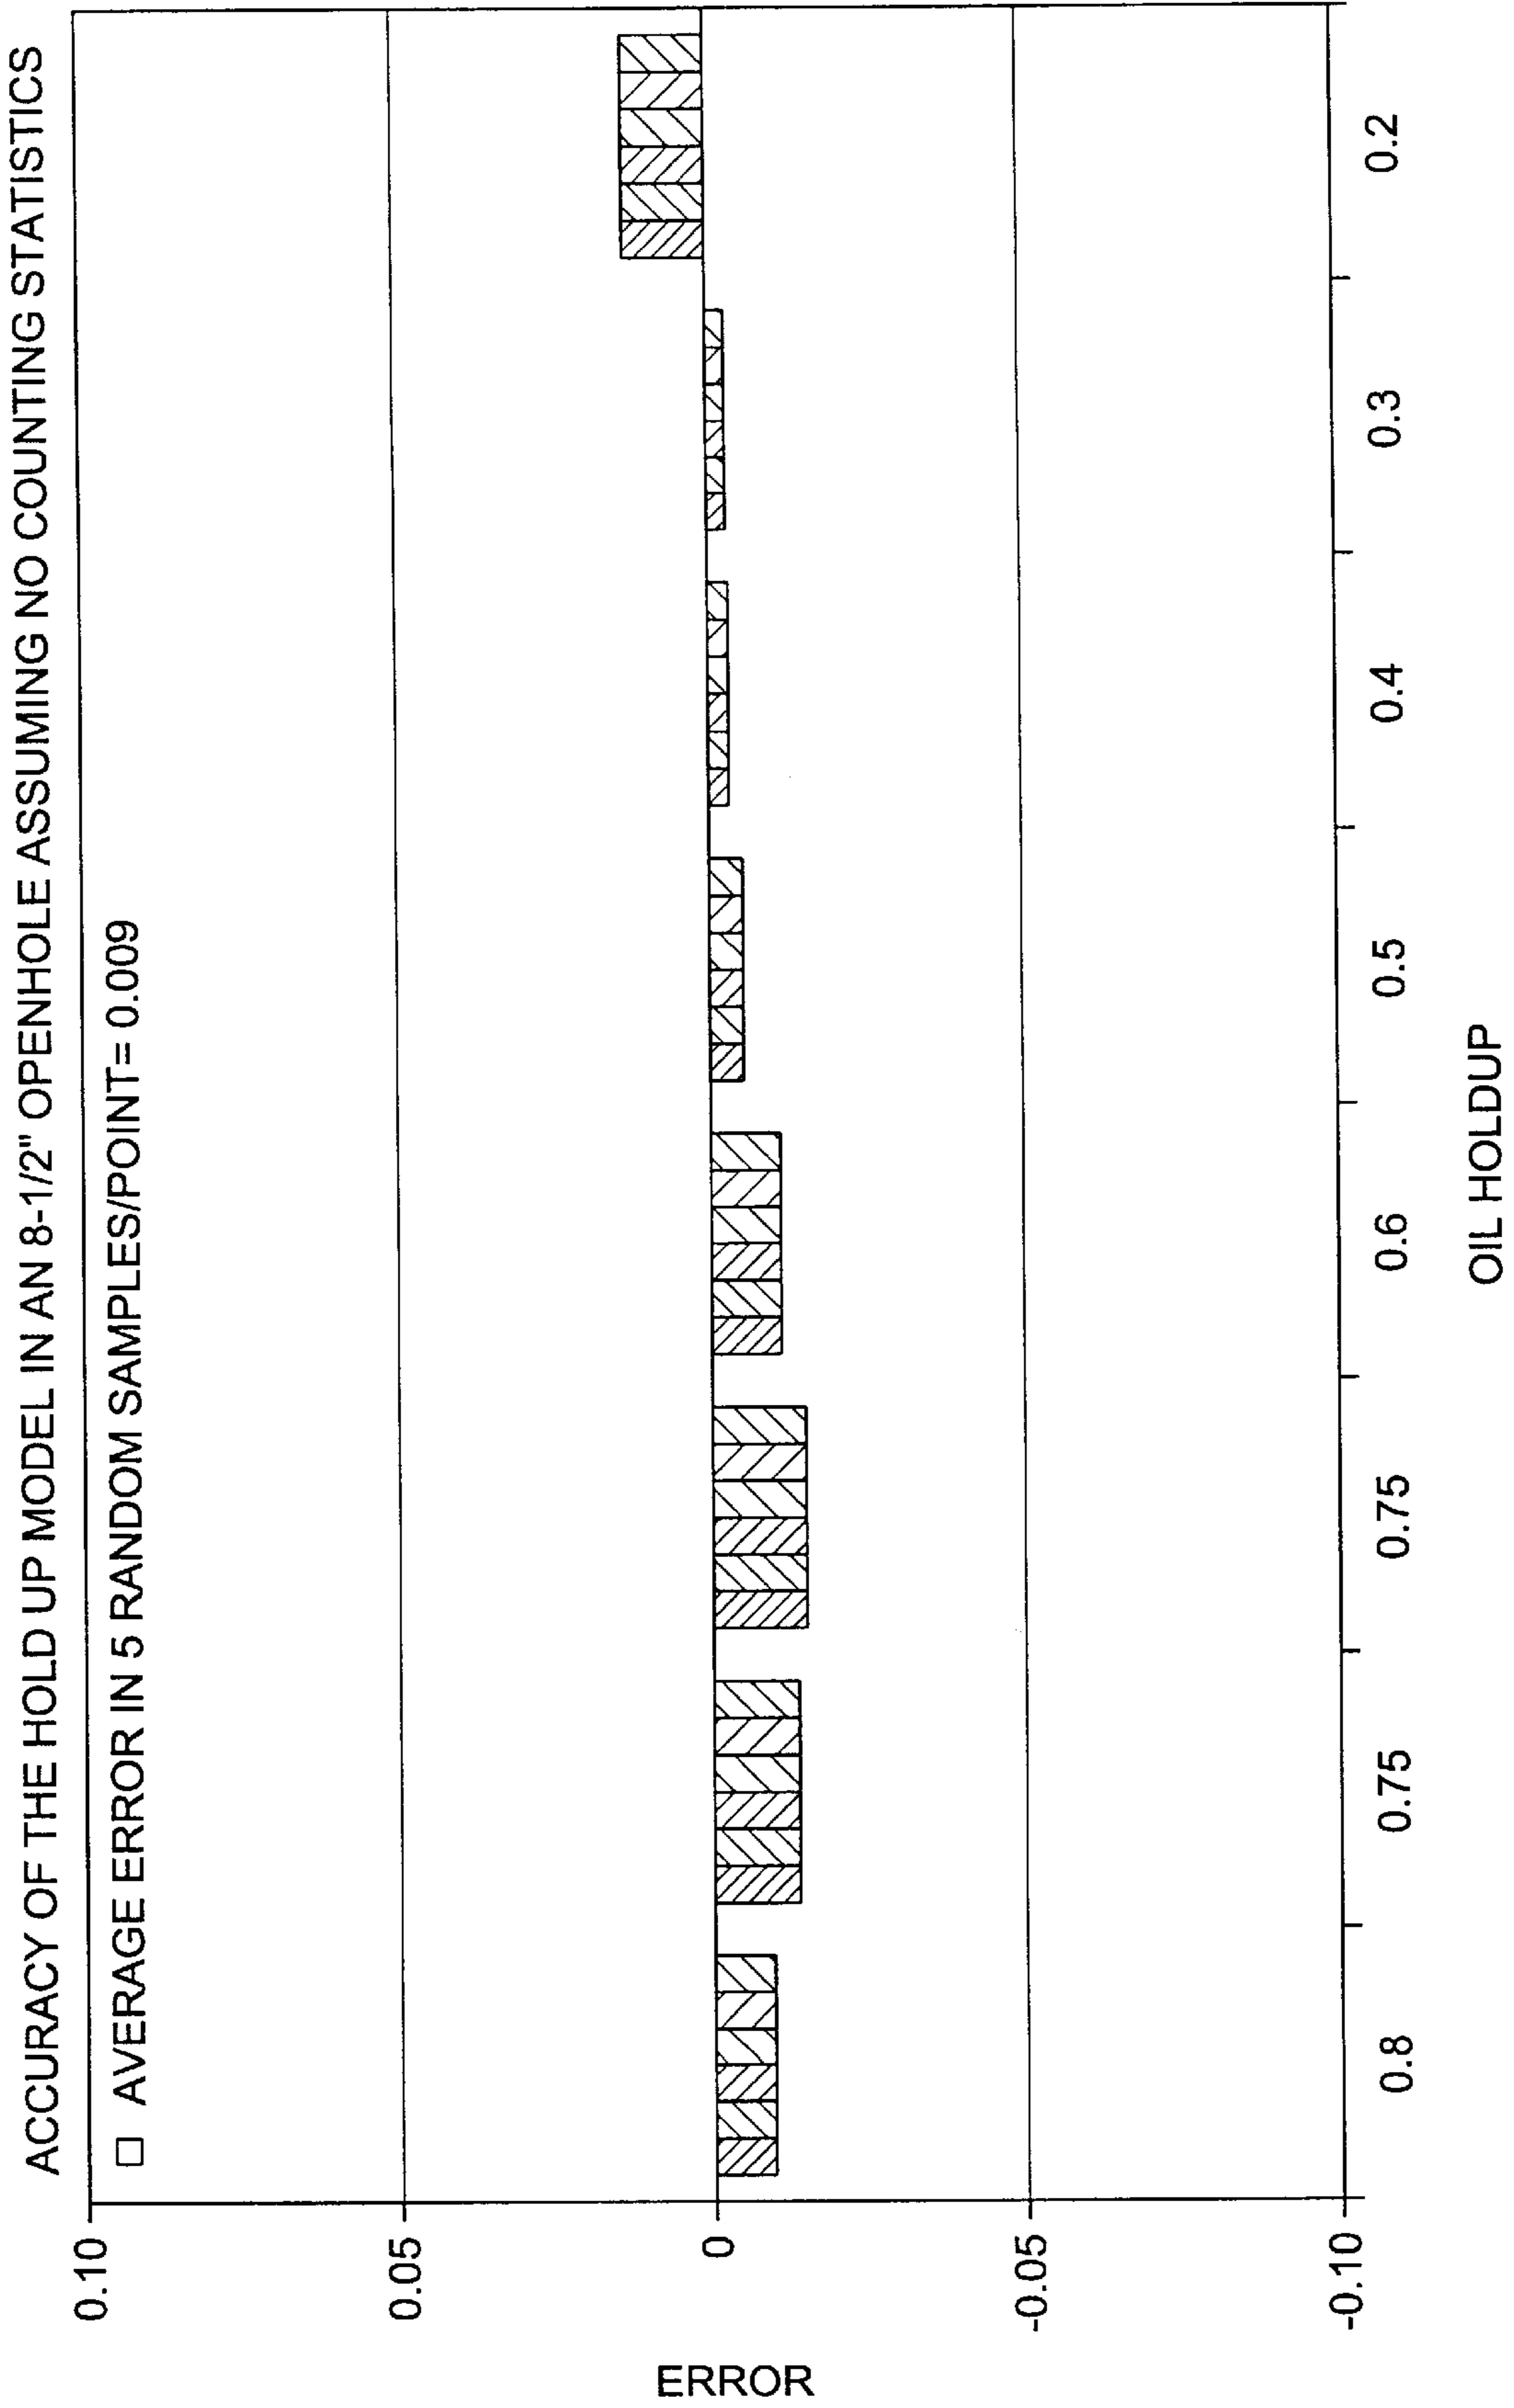 ACCURACY OF THE HOLD UP MODEL IN AN 8-1/2" OPENHOLE ASSUMING NO COUNTING STATISTICS
AVERAGE ERROR IN 5 RANDOM SAMPLES/POINT= 0.009
0.10
0.05
0
-0.05
-0.10
ERROR
0.8 0.75 0.75 0.6 0.5 0.4 0.3 0.2
OIL HOLDUP